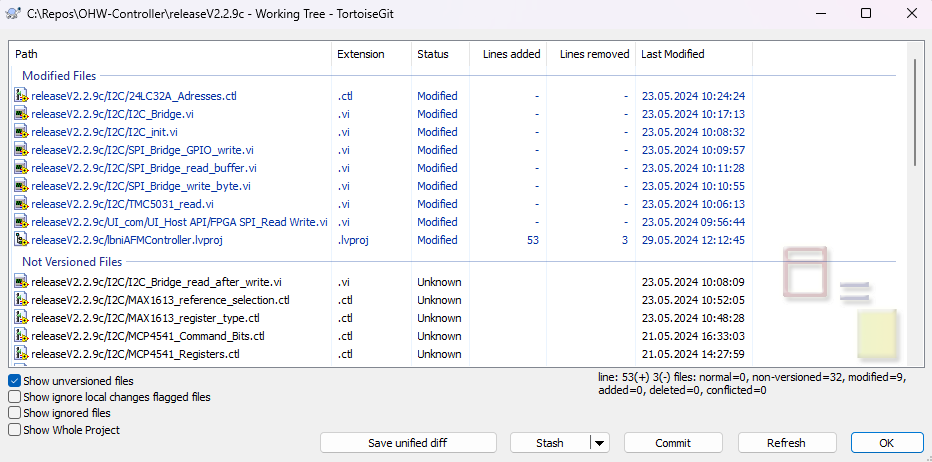 C:\Repos\OHW-Controller\releaseV2.2.9c - Working Tree - TortoiseGit
Path Extension Status Lines added Lines removed Last Modified
Modified Files
releaseV2.2.9c/I2C/24LC32A_Adresses.ctl .ctl Modified - - 23.05.2024 10:24:24
releaseV2.2.9c/I2C/I2C_Bridge.vi .vi Modified - - 23.05.2024 10:17:13
releaseV2.2.9c/I2C/I2C_init.vi .vi Modified - - 23.05.2024 10:08:32
releaseV2.2.9c/I2C/SPI_Bridge_GPIO_write.vi .vi Modified - - 23.05.2024 10:09:57
releaseV2.2.9c/I2C/SPI_Bridge_read_buffer.vi .vi Modified - - 23.05.2024 10:11:28
releaseV2.2.9c/I2C/SPI_Bridge_write_byte.vi .vi Modified - - 23.05.2024 10:10:55
releaseV2.2.9c/I2C/TMC5031_read.vi .vi Modified - - 23.05.2024 10:06:13
releaseV2.2.9c/UI_com/UI_Host API/FPGA SPI_Read Write.vi .vi Modified - - 23.05.2024 09:56:44
releaseV2.2.9c/lbniAFMController.lvproj .lvproj Modified 53 3 29.05.2024 12:12:45
Not Versioned Files
releaseV2.2.9c/I2C/I2C_Bridge_read_after_write.vi .vi Unknown 23.05.2024 10:08:09
releaseV2.2.9c/I2C/MAX1613_reference_selection.ctl .ctl Unknown 23.05.2024 10:52:05
releaseV2.2.9c/I2C/MAX1613_register_type.ctl .ctl Unknown 23.05.2024 10:48:28
releaseV2.2.9c/I2C/MCP4541_Command_Bits.ctl .ctl Unknown 21.05.2024 16:33:03
releaseV2.2.9c/I2C/MCP4541_Registers.ctl .ctl Unknown 21.05.2024 14:27:59
Show unversioned files
Show ignore local changes flagged files
Show ignored files
Show Whole Project
line: 53(+) 3(-) files: normal=0, non-versioned=32, modified=9,
added=0, deleted=0, conflicted=0
Save unified diff Stash Commit Refresh OK